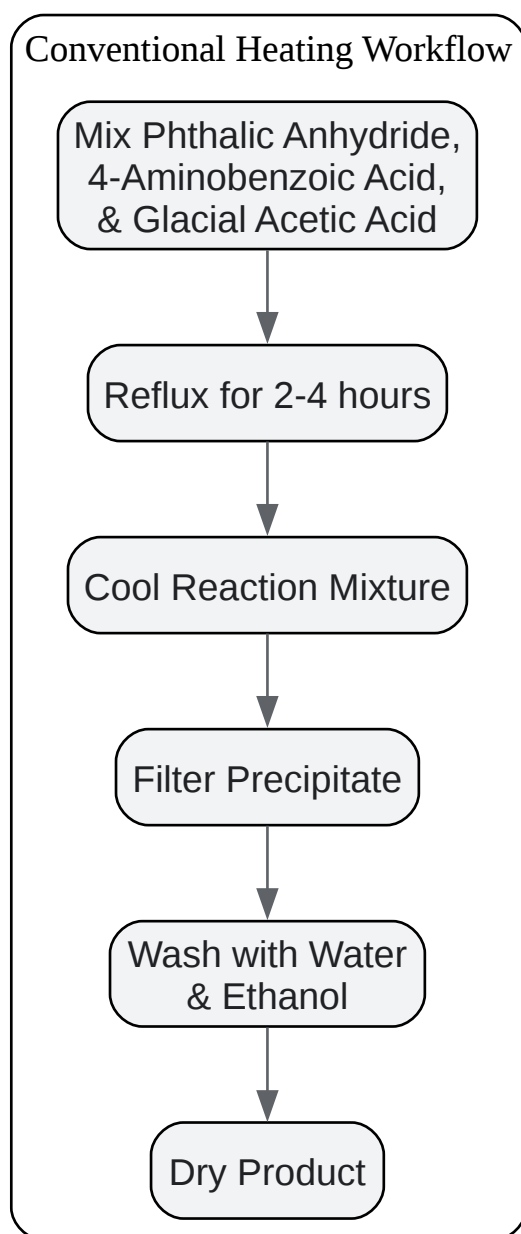 Conventional Heating Workflow
Mix Phthalic Anhydride,
4-Aminobenzoic Acid,
& Glacial Acetic Acid
Reflux for 2-4 hours
Cool Reaction Mixture
Filter Precipitate
Wash with Water
& Ethanol
Dry Product